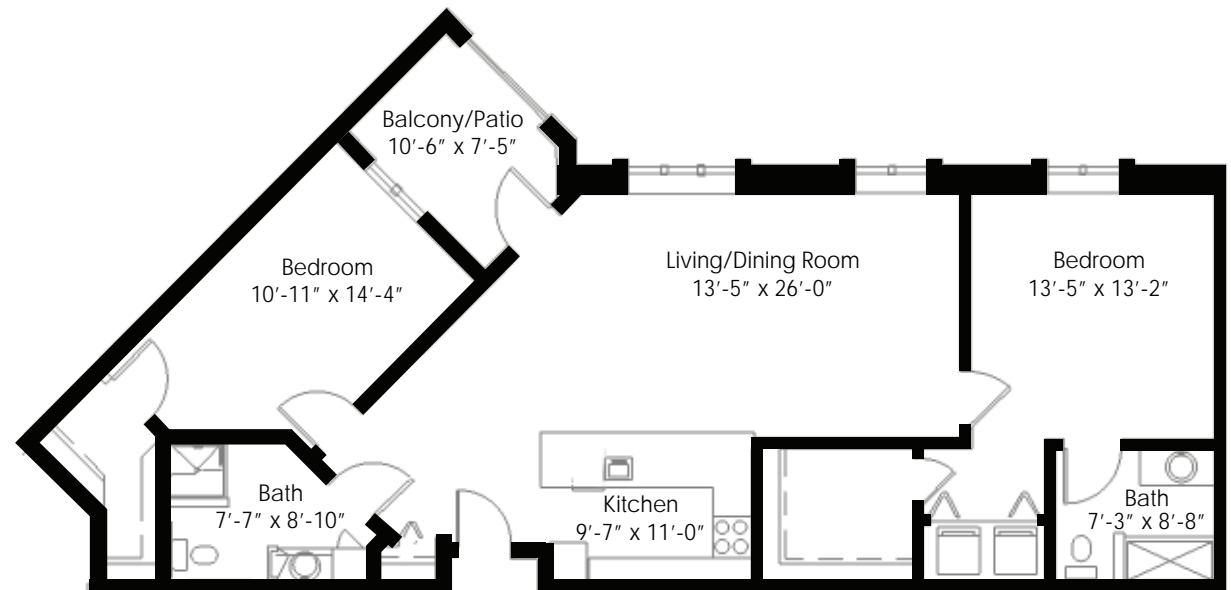 Balcony/Patio
10′-6″ x 7′-5″
Bedroom
10′-11″ x 14′-4″
Living/Dining Room
13′-5″ x 26′-0″
Bedroom
13′-5″ x 13′-2″
Bath
7′-7″ x 8′-10″
Kitchen
9′-7″ x 11′-0″
Bath
7′-3″ x 8′-8″